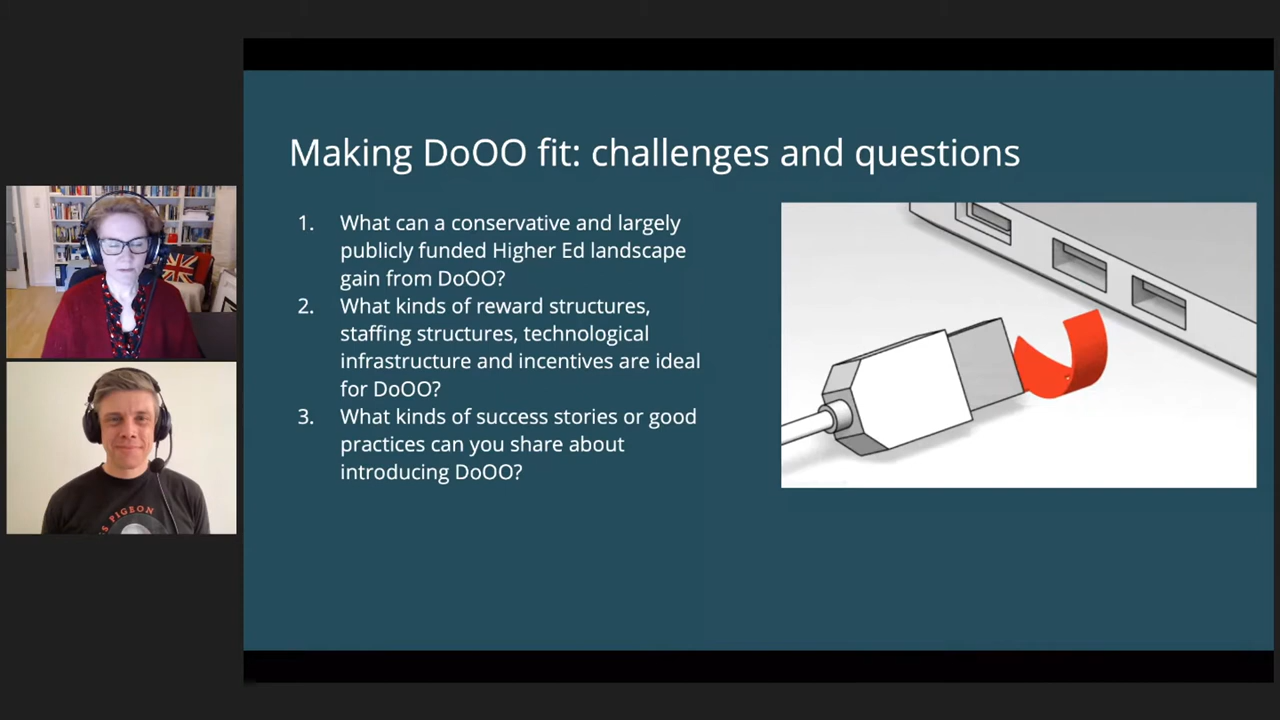 Making DoOO fit: challenges and questions
1. What can a conservative and largely
publicly funded Higher Ed landscape
gain from DoOO?
2. What kinds of reward structures,
staffing structures, technological
infrastructure and incentives are ideal
for DoOO?
3. What kinds of success stories or good
practices can you share about
introducing DoOO?
PIGEON